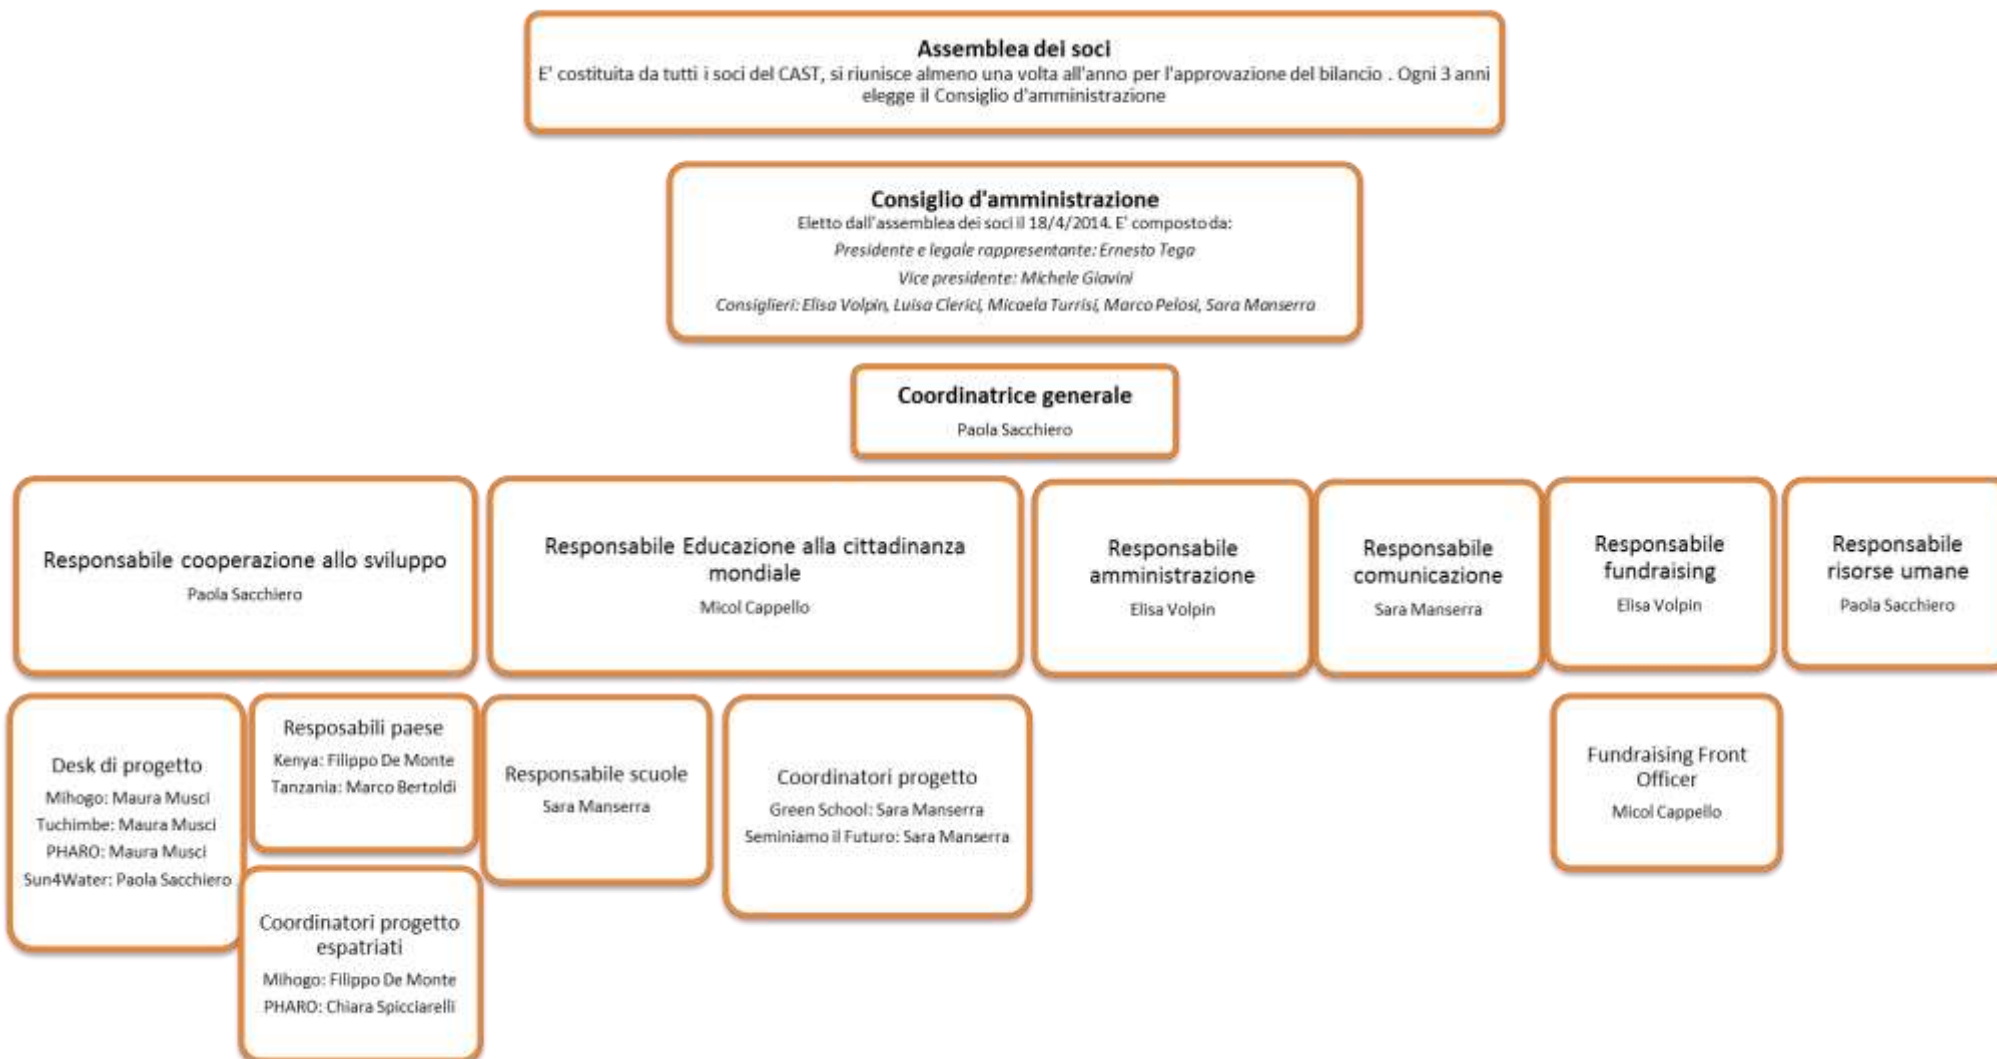 Assemblea dei soci
E' costituita da tutti i soci del CAST, si riunisce almeno una volta all'anno per l'approvazione del bilancio . Ogni 3 anni
elegge il Consiglio d'amministrazione
Consiglio d'amministrazione
Eletto dall'assemblea dei soci il 18/4/2014. E' composto da:
Presidente e legale rappresentante: Ernesto Tega
Vice presidente: Michele Giavini
Consiglieri: Elisa Volpin, Luisa Clerici, Micaela Turrisi, Marco Pelosi, Sara Manserra
Coordinatrice generale
Paola Sacchiero
Responsabile cooperazione allo sviluppo
Paola Sacchiero
Responsabile Educazione alla cittadinanza
mondiale
Micol Cappello
Responsabile
amministrazione
Elisa Volpin
Responsabile
comunicazione
Sara Manserra
Responsabile
fundraising
Elisa Volpin
Responsabile
risorse umane
Paola Sacchiero
Desk di progetto
Mihogo: Maura Musci
Tuchimbe: Maura Musci
PHARO: Maura Musci
Sun4Water: Paola Sacchiero
Resposabili paese
Kenya: Filippo De Monte
Tanzania: Marco Bertoldi
Coordinatori progetto
espatriati
Mihogo: Filippo De Monte
PHARO: Chiara Spicciarelli
Responsabile scuole
Sara Manserra
Coordinatori progetto
Green School: Sara Manserra
Seminiamo il Futuro: Sara Manserra
Fundraising Front
Officer
Micol Cappello